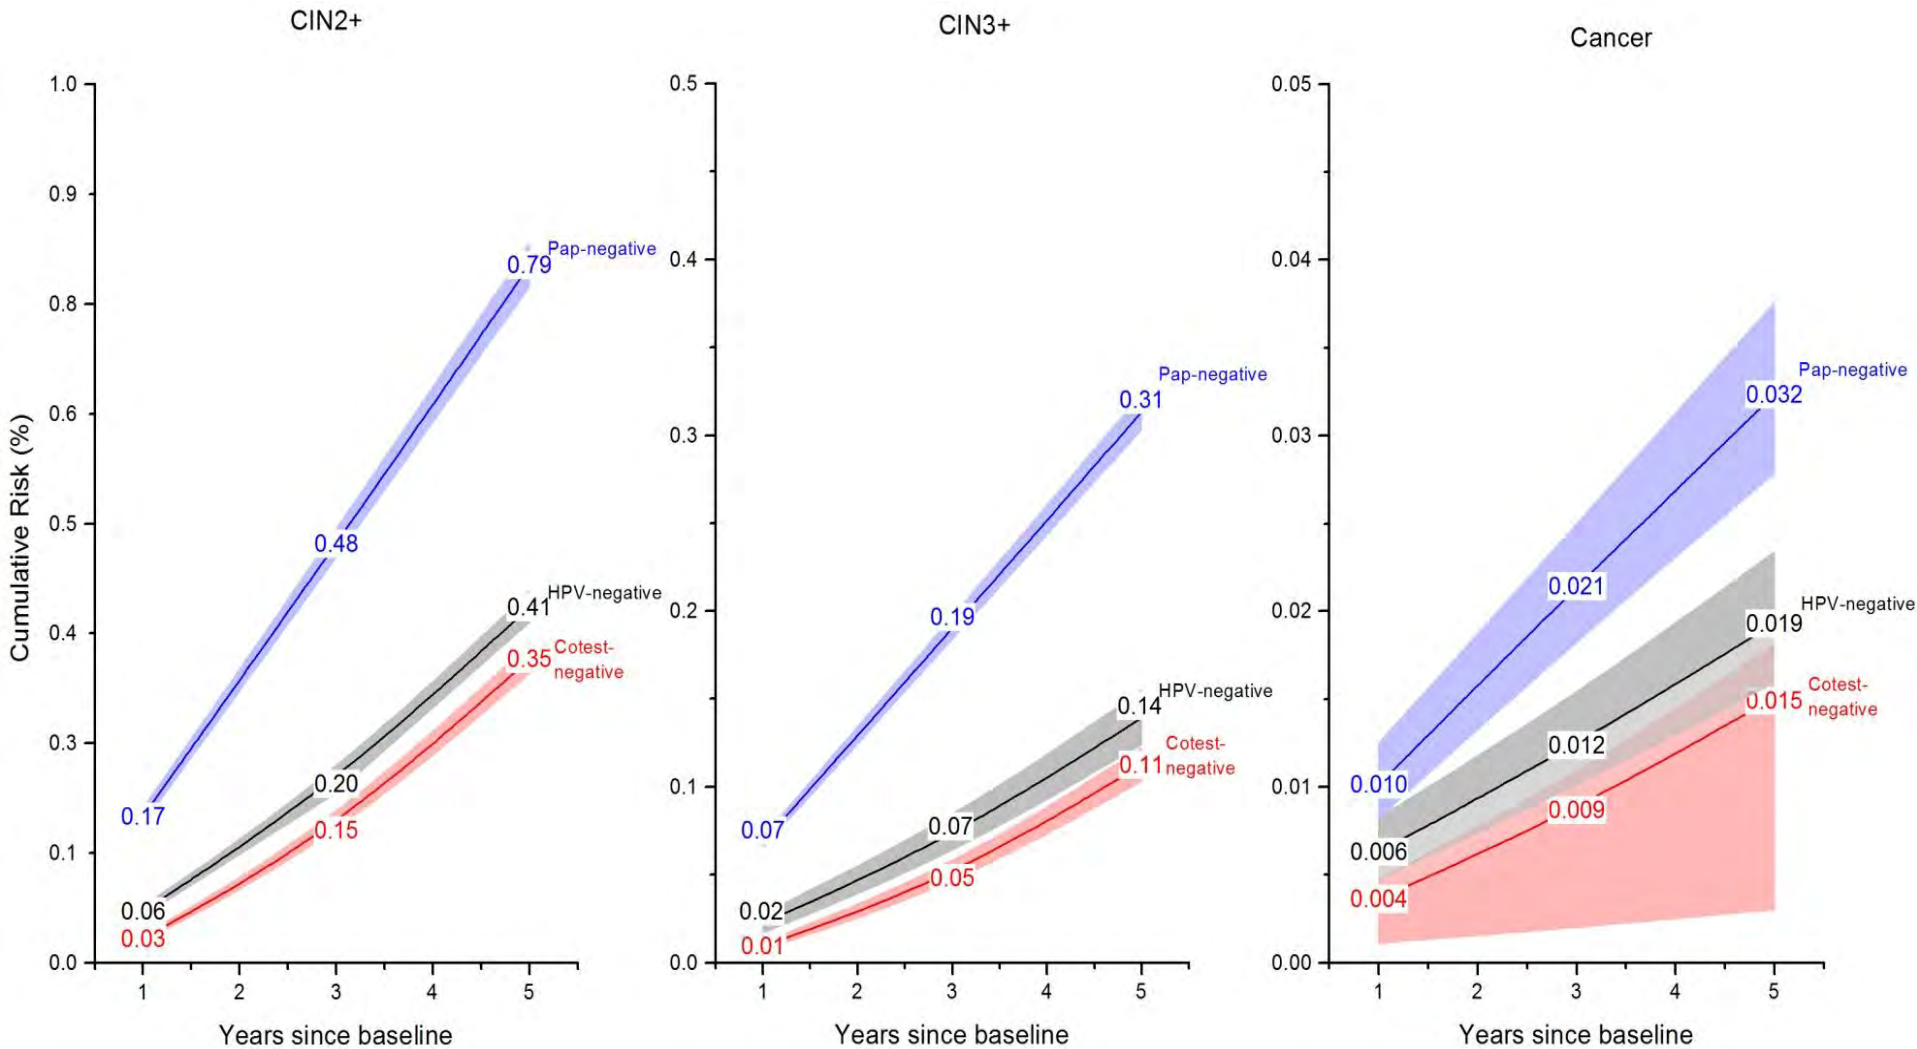 CIN2+
Cumulative Risk (%)
1.0
0.9
0.8
0.6
0.5
0.4
0.3
0.1
0.0
Pap-negative
0.79
0.48
0.17
HPV-negative
0.41
0.20
0.06
Cotest-
negative
0.35
0.15
0.03
1 2 3 4 5
Years since baseline
CIN3+
0.5
0.4
0.3
0.2
0.1
0.0
Pap-negative
0.31
0.19
0.07
HPV-negative
0.14
0.07
0.02
Cotest-
negative
0.11
0.05
0.01
1 2 3 4 5
Years since baseline
Cancer
0.05
0.04
0.03
0.02
0.01
0.00
Pap-negative
0.032
0.021
0.010
HPV-negative
0.019
0.012
0.006
Cotest-
negative
0.015
0.009
0.004
1 2 3 4 5
Years since baseline